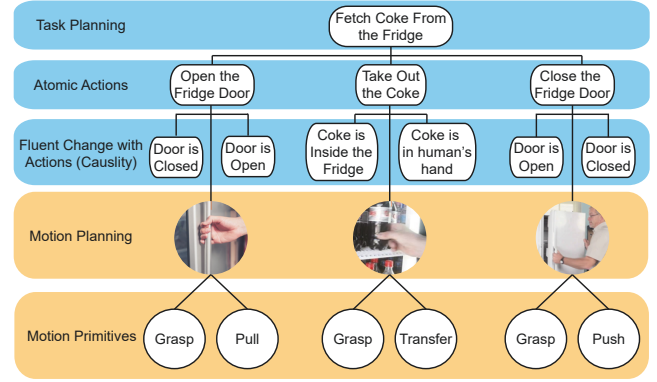 Task Planning
Fetch Coke From
the Fridge
Atomic Actions
Open the
Fridge Door
Take Out
the Coke
Close the
Fridge Door
Fluent Change with
Actions (Causlity)
Door is
Closed
Door is
Open
Coke is
Inside the
Fridge
Coke is
in human's
hand
Door is
Open
Door is
Closed
Motion Planning
Motion Primitives
Grasp
Pull
Grasp
Transfer
Grasp
Push